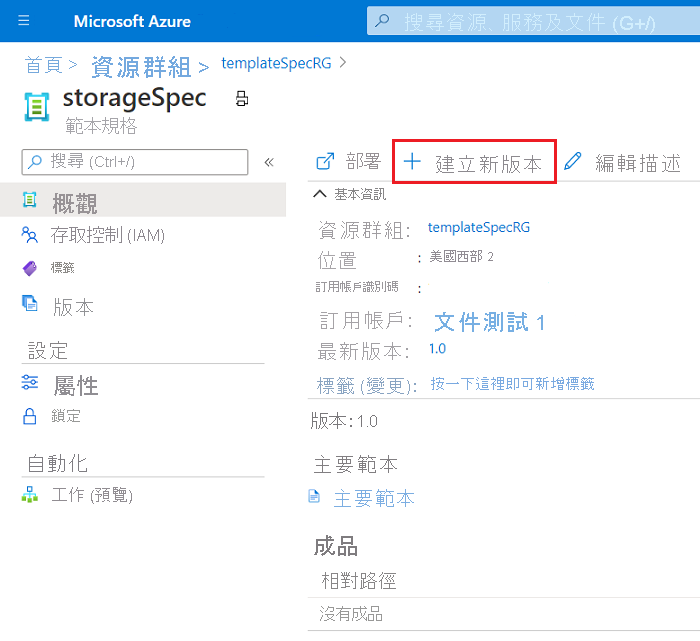 Microsoft Azure
搜尋資源、服務及文件 (G+/)
首頁 > 資源群組 > templateSpecRG >
storageSpec
範本規格
搜尋 (Ctrl+/) «
部署 + 建立新版本 編輯描述
概觀
存取控制 (IAM)
標籤
版本
設定
屬性
鎖定
自動化
工作 (預覽)
基本資訊
資源群組: templateSpecRG
位置 : 美國西部 2
訂用帳戶識別碼 :
訂用帳戶: 文件測試 1
最新版本: 1.0
標籤 (變更): 按一下這裡即可新增標籤
版本: 1.0
主要範本
主要範本
成品
相對路徑
沒有成品